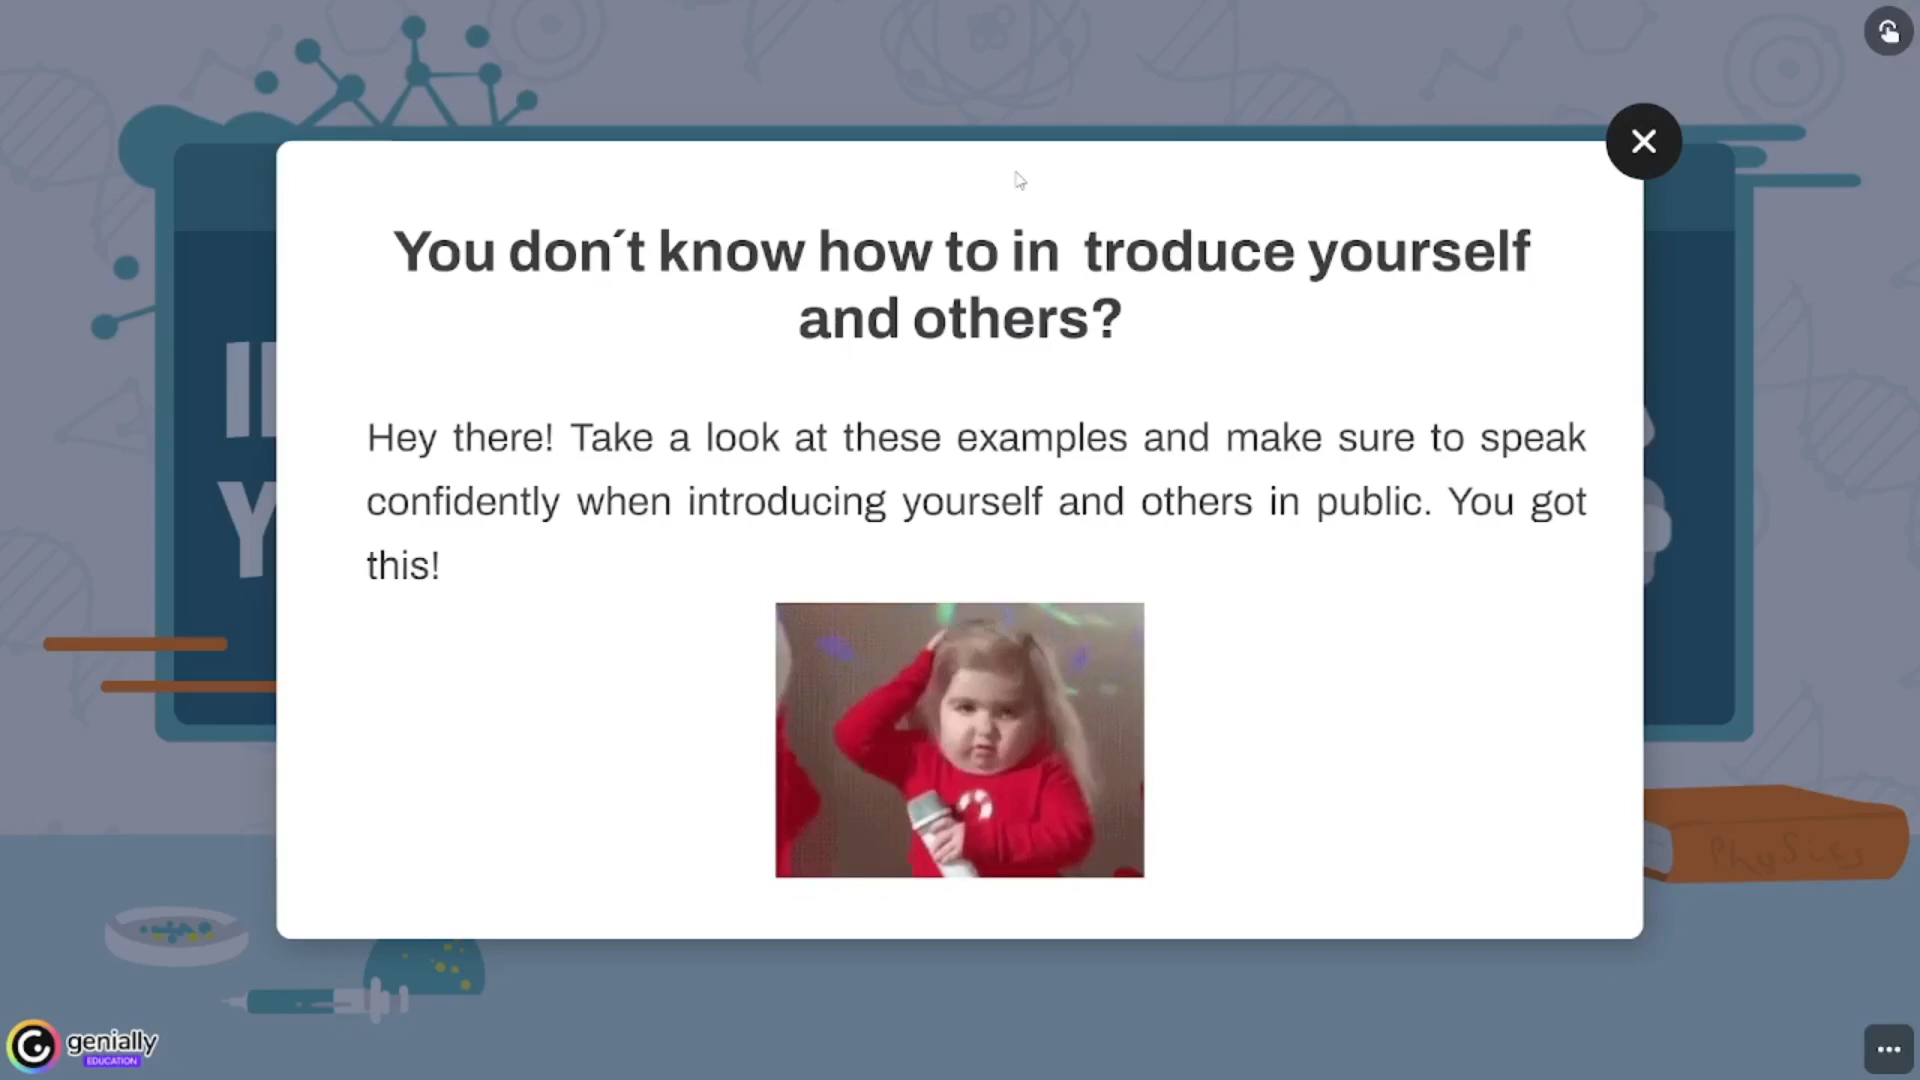 You don´t know how to in  troduce yourself
and others?
Hey there! Take a look at these examples and make sure to speak
confidently when introducing yourself and others in public. You got
this!
Y
Physics
genially
EDUCATION